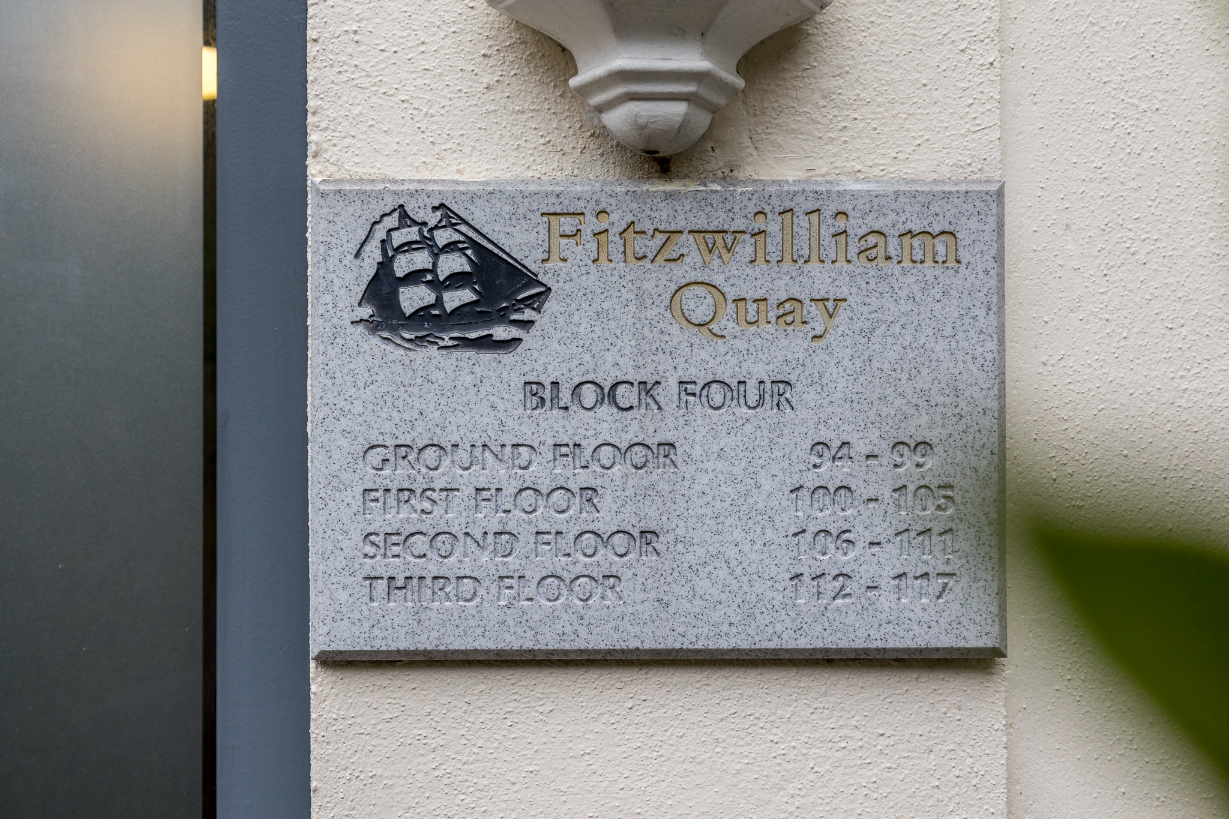 Fitzwilliam
Quay
BLOCK FOUR
GROUND FLOOR 94 - 99
FIRST FLOOR 100 - 105
SECOND FLOOR 106 - 111
THIRD FLOOR 112 - 117